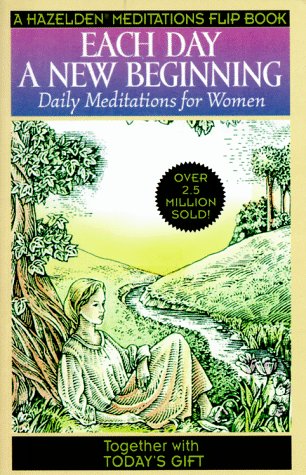 A HAZELDEN® MEDITATIONS FLIP BOOK
EACH DAY
A NEW BEGINNING
Daily Meditations for Women
OVER
2.5
MILLION
SOLD!
Together with
TODAY'S GIFT